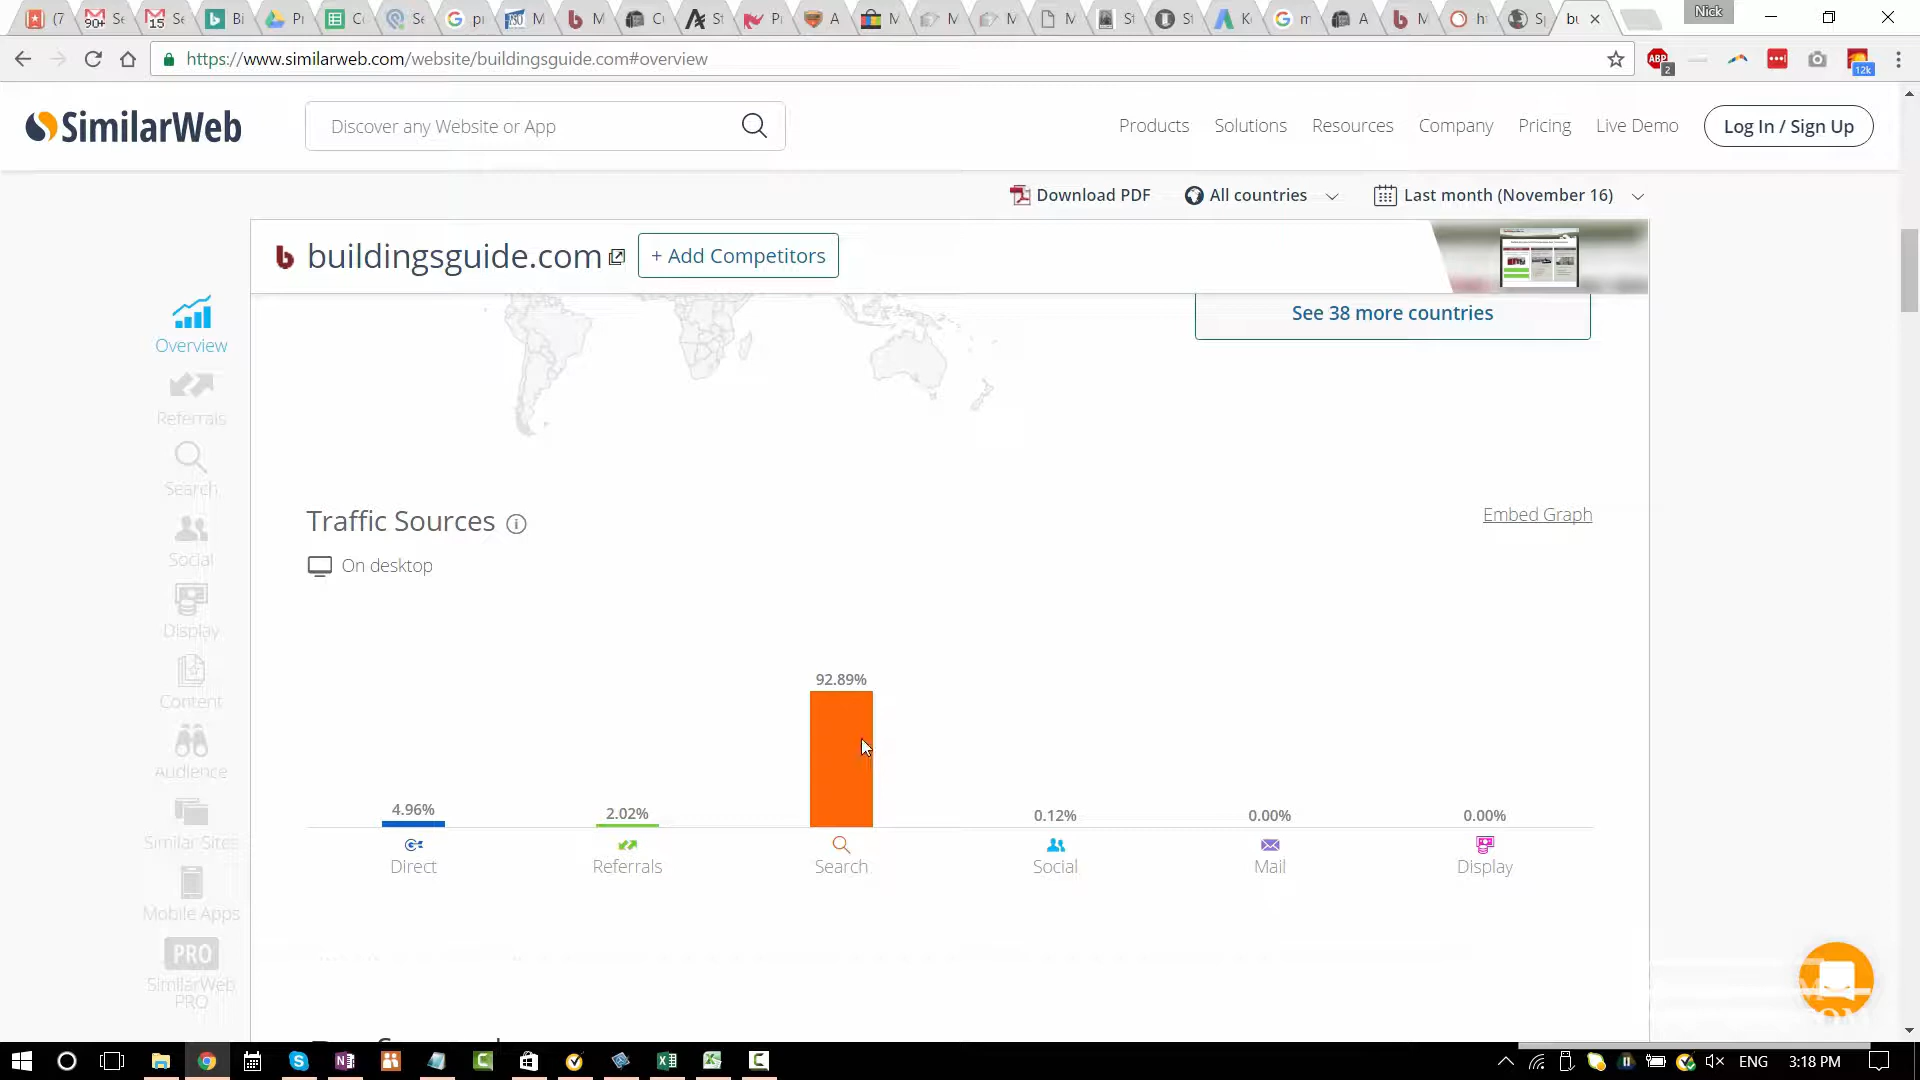 Nick
https://www.similarweb.com/website/buildingsguide.com#overview
ABP
2
12k
SimilarWeb
Discover any Website or App
Products
Solutions
Resources
Company
Pricing
Live Demo
Log In / Sign Up
Download PDF
All countries
Last month (November 16)
buildingsguide.com
+ Add Competitors
See 38 more countries
Overview
Referrals
Search
Social
Display
Content
Audience
Similar Sites
Mobile Apps
PRO
SimilarWeb
PRO
Traffic Sources
Embed Graph
On desktop
4.96%
2.02%
92.89%
0.12%
0.00%
0.00%
Direct
Referrals
Search
Social
Mail
Display
ENG
3:18 PM